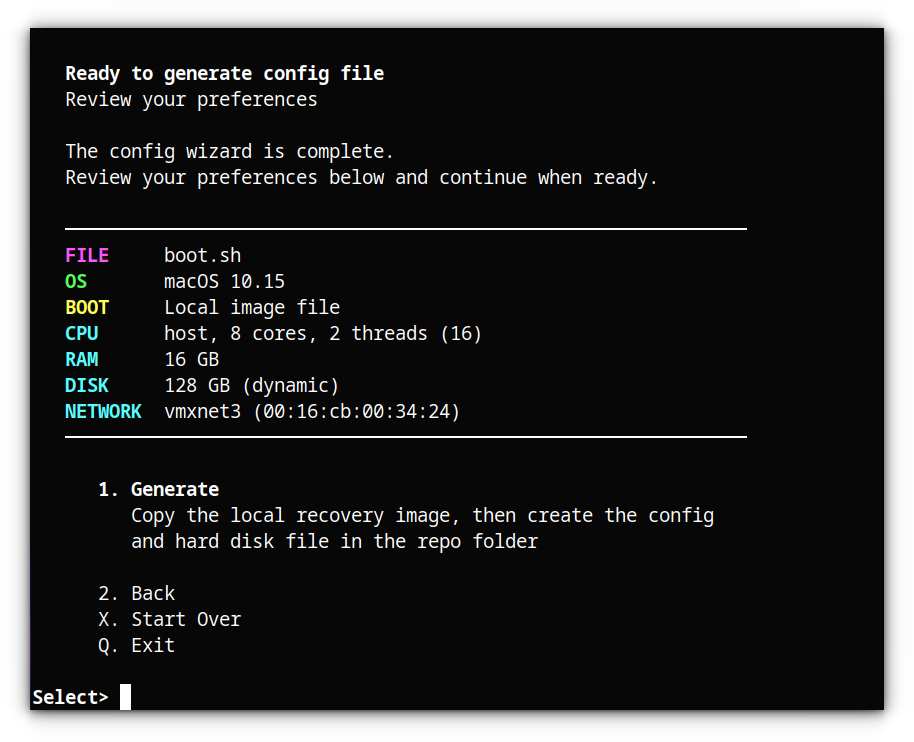 Ready to generate config file
Review your preferences
The config wizard is complete.
Review your preferences below and continue when ready.
FILE boot.sh
OS macOS 10.15
BOOT Local image file
CPU host, 8 cores, 2 threads (16)
RAM 16 GB
DISK 128 GB (dynamic)
NETWORK vmxnet3 (00:16:cb:00:34:24)
1. Generate
Copy the local recovery image, then create the config
and hard disk file in the repo folder
2. Back
X. Start Over
Q. Exit
Select>